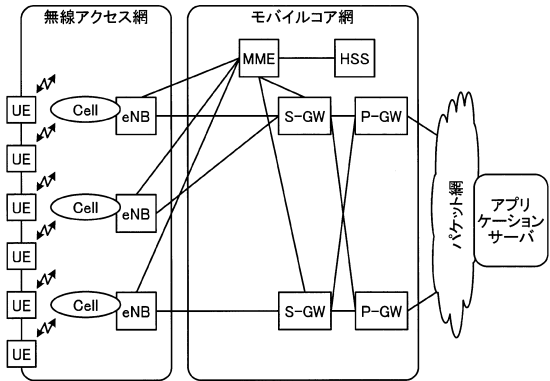 無線アクセス網
モバイルコア網
MME
HSS
UE
Cell
eNB
S-GW
P-GW
UE
UE
Cell
eNB
パケット網
アプリ
ケーション
サーバ
UE
UE
Cell
eNB
S-GW
P-GW
UE